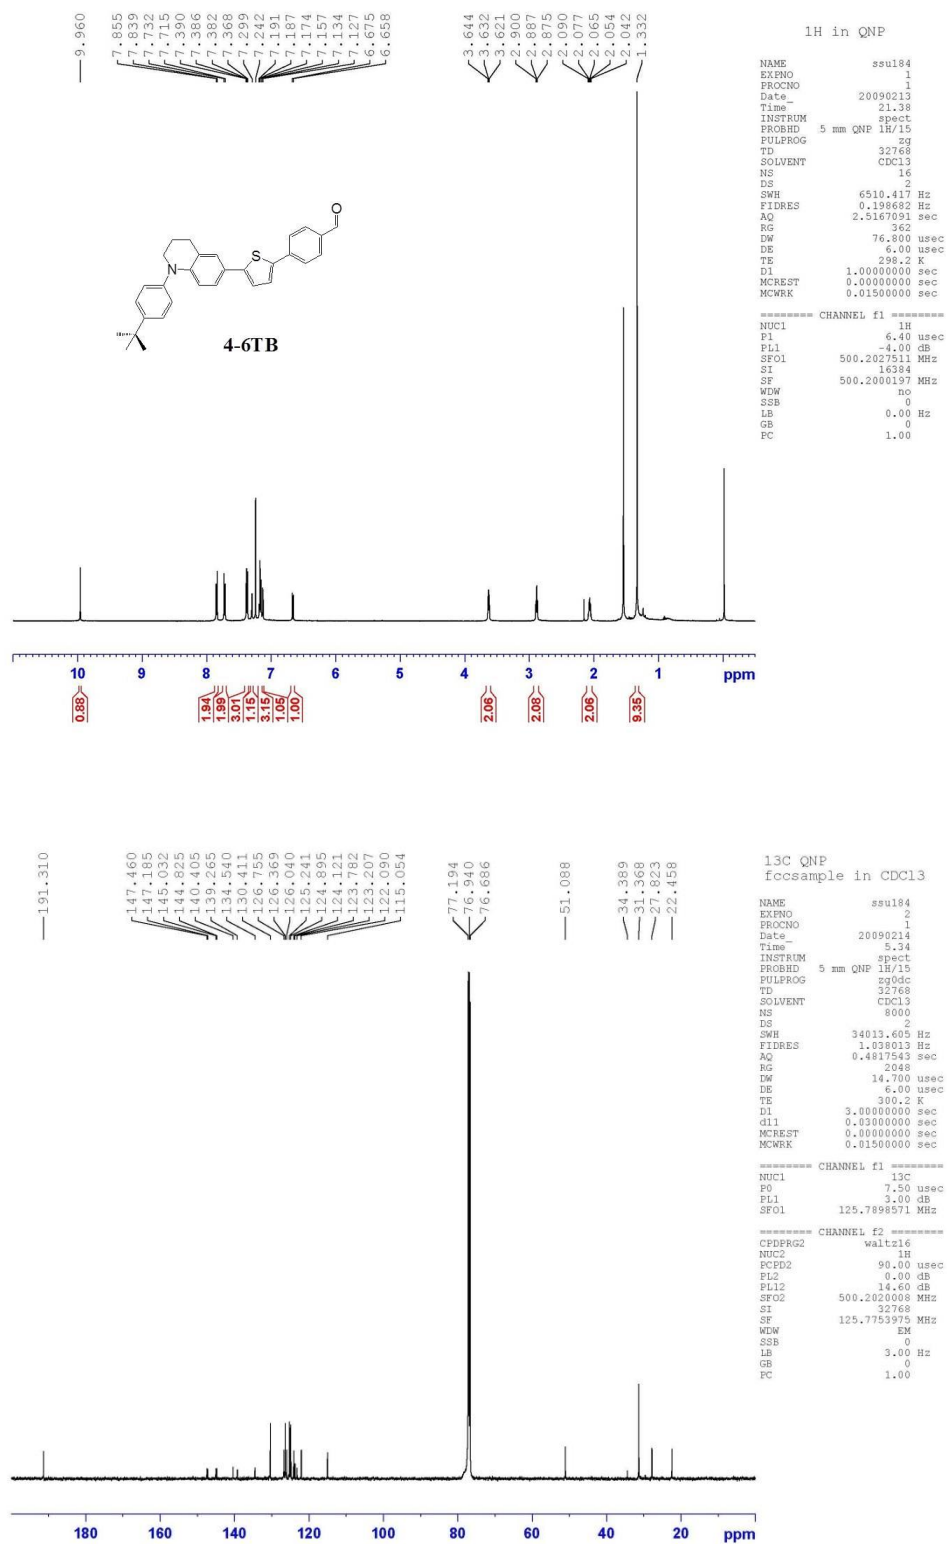 9.960
7.855
7.839
7.732
7.715
7.390
7.386
7.382
7.368
7.299
7.242
7.191
7.187
7.174
7.157
7.134
7.127
6.675
6.658
3.644
3.632
3.621
2.900
2.887
2.875
2.090
2.077
2.065
2.054
2.042
1.332
1H in QNP
NAME ssu184
EXPNO 1
PROCNO 1
Date_ 20090213
Time 21.38
INSTRUM spect
PROBHD 5 mm QNP 1H/15
PULPROG zg
TD 32768
SOLVENT CDCl3
NS 16
DS 2
SWH 6510.417 Hz
FIDRES 0.198682 Hz
AQ 2.5167091 sec
RG 362
DW 76.800 usec
DE 6.00 usec
TE 298.2 K
D1 1.00000000 sec
MCREST 0.00000000 sec
MCWRK 0.01500000 sec
======== CHANNEL f1 ========
NUC1 1H
P1 6.40 usec
PL1 -4.00 dB
SFO1 500.2027511 MHz
SI 16384
SF 500.2000197 MHz
WDW no
SSB 0
LB 0.00 Hz
GB 0
PC 1.00
O
S
N
4-6TB
10 9 8 7 6 5 4 3 2 1 ppm
0.88
1.94
1.99
3.01
1.15
3.15
1.05
1.00
2.06
2.08
2.06
9.35
191.310
147.460
147.185
145.032
144.825
140.405
139.265
134.540
130.411
126.755
126.369
126.040
125.241
124.895
124.121
123.782
123.207
122.090
115.054
77.194
76.940
76.686
51.088
34.389
31.368
27.823
22.458
13C QNP
fccsample in CDCl3
NAME ssu184
EXPNO 2
PROCNO 1
Date_ 20090214
Time 5.34
INSTRUM spect
PROBHD 5 mm QNP 1H/15
PULPROG zg0dc
TD 32768
SOLVENT CDCl3
NS 8000
DS 2
SWH 34013.605 Hz
FIDRES 1.038013 Hz
AQ 0.4817543 sec
RG 2048
DW 14.700 usec
DE 6.00 usec
TE 300.2 K
D1 3.00000000 sec
d11 0.03000000 sec
MCREST 0.00000000 sec
MCWRK 0.01500000 sec
======== CHANNEL f1 ========
NUC1 13C
P0 7.50 usec
PL1 3.00 dB
SFO1 125.7898571 MHz
======== CHANNEL f2 ========
CPDPRG2 waltz16
NUC2 1H
PCPD2 90.00 usec
PL2 0.00 dB
PL12 14.60 dB
SFO2 500.2020008 MHz
SI 32768
SF 125.7753975 MHz
WDW EM
SSB 0
LB 3.00 Hz
GB 0
PC 1.00
180 160 140 120 100 80 60 40 20 ppm